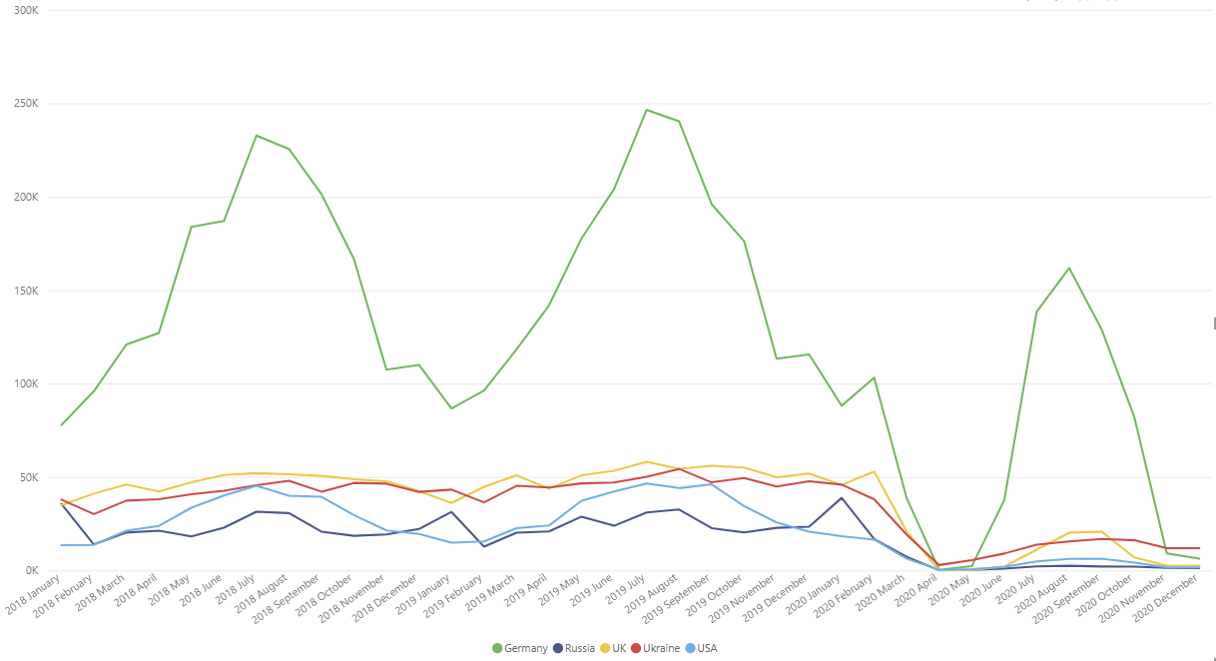 300K
250K
200K
150K
100K
50K
0K
2018 January
2018 February
2018 March
2018 April
2018 May
2018 June
2018 July
2018 August
2018 September
2018 October
2018 November
2018 December
2019 January
2019 February
2019 March
2019 April
2019 May
2019 June
2019 July
2019 August
2019 September
2019 October
2019 November
2019 December
2020 January
2020 February
2020 March
2020 April
2020 May
2020 June
2020 July
2020 August
2020 September
2020 October
2020 November
2020 December
Germany Russia UK Ukraine USA